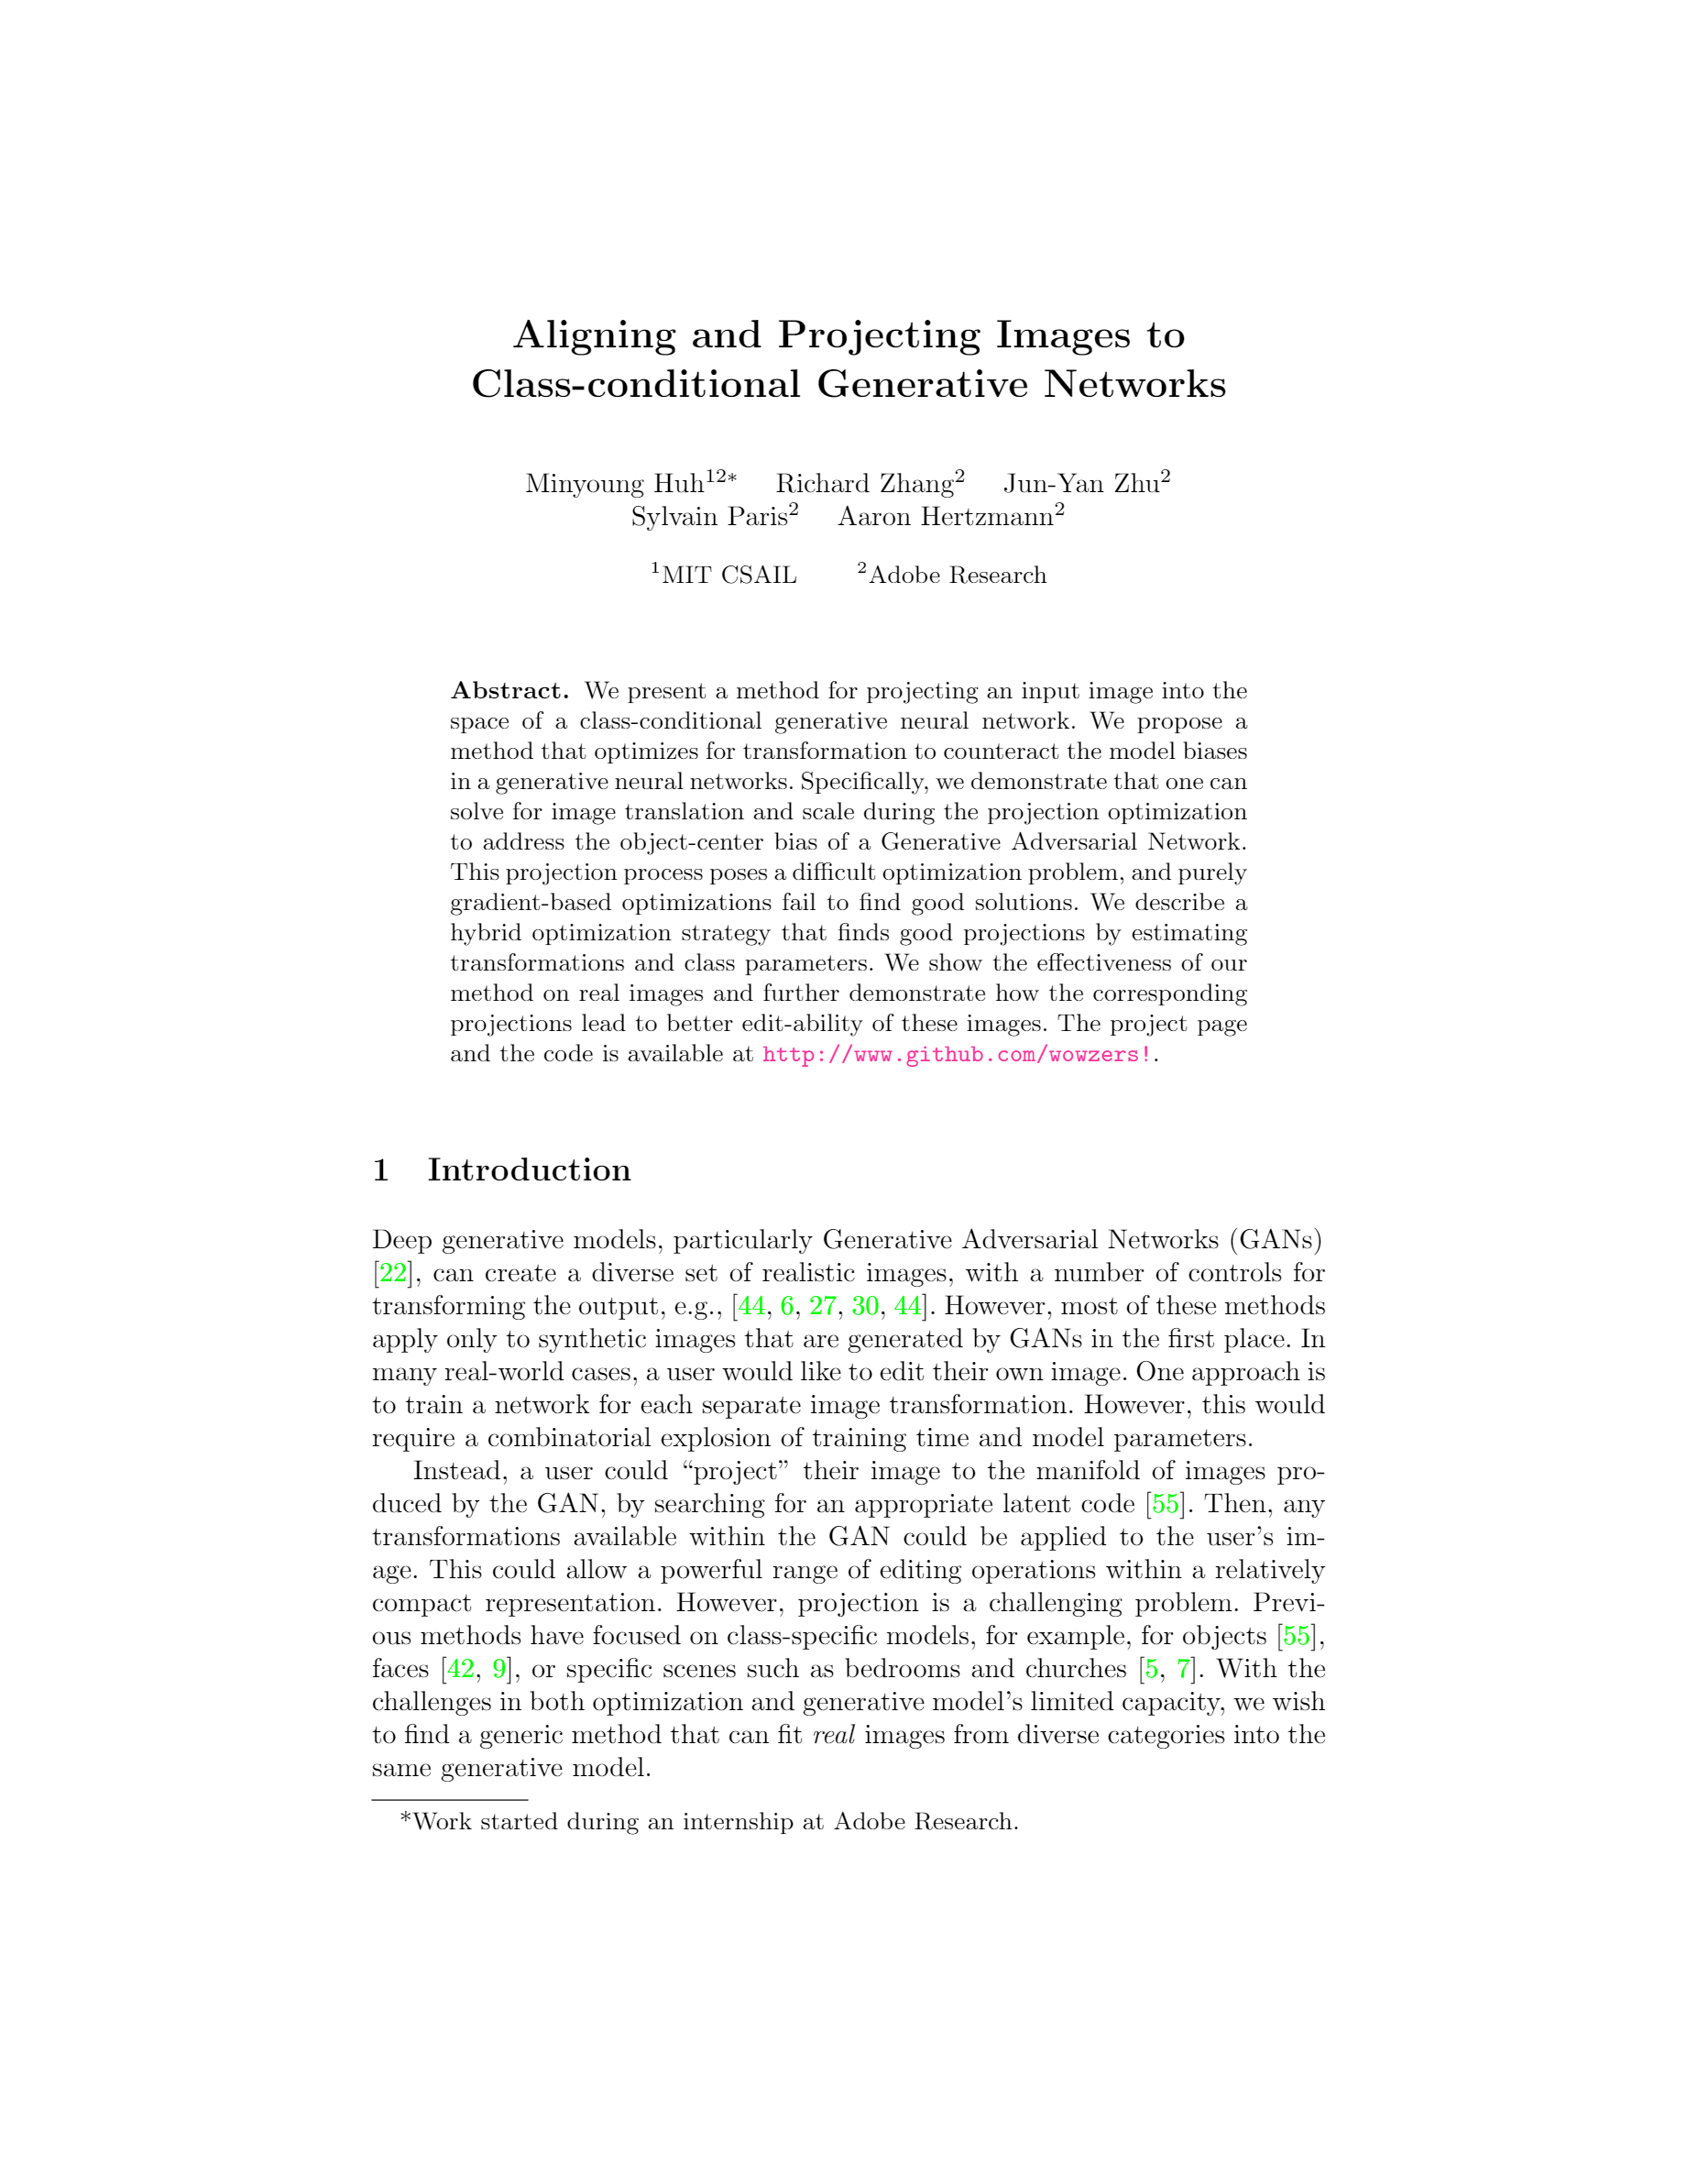 Aligning and Projecting Images to
Class-conditional Generative Networks
Minyoung Huh12* Richard Zhang2 Jun-Yan Zhu2
Sylvain Paris2 Aaron Hertzmann2
1MIT CSAIL 2Adobe Research
Abstract. We present a method for projecting an input image into the
space of a class-conditional generative neural network. We propose a
method that optimizes for transformation to counteract the model biases
in a generative neural networks. Specifically, we demonstrate that one can
solve for image translation and scale during the projection optimization
to address the object-center bias of a Generative Adversarial Network.
This projection process poses a difficult optimization problem, and purely
gradient-based optimizations fail to find good solutions. We describe a
hybrid optimization strategy that finds good projections by estimating
transformations and class parameters. We show the effectiveness of our
method on real images and further demonstrate how the corresponding
projections lead to better edit-ability of these images. The project page
and the code is available at http://www.github.com/wowzers!.
1 Introduction
Deep generative models, particularly Generative Adversarial Networks (GANs)
[22], can create a diverse set of realistic images, with a number of controls for
transforming the output, e.g., [44, 6, 27, 30, 44]. However, most of these methods
apply only to synthetic images that are generated by GANs in the first place. In
many real-world cases, a user would like to edit their own image. One approach is
to train a network for each separate image transformation. However, this would
require a combinatorial explosion of training time and model parameters.
Instead, a user could “project” their image to the manifold of images pro-
duced by the GAN, by searching for an appropriate latent code [55]. Then, any
transformations available within the GAN could be applied to the user’s im-
age. This could allow a powerful range of editing operations within a relatively
compact representation. However, projection is a challenging problem. Previ-
ous methods have focused on class-specific models, for example, for objects [55],
faces [42, 9], or specific scenes such as bedrooms and churches [5, 7]. With the
challenges in both optimization and generative model’s limited capacity, we wish
to find a generic method that can fit real images from diverse categories into the
same generative model.
*Work started during an internship at Adobe Research.